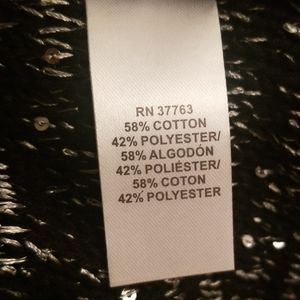 RN 37763
58% COTTON
42% POLYESTER/
58% ALGODÓN
42% POLIÉSTER/
58% COTON
42% POLYESTER